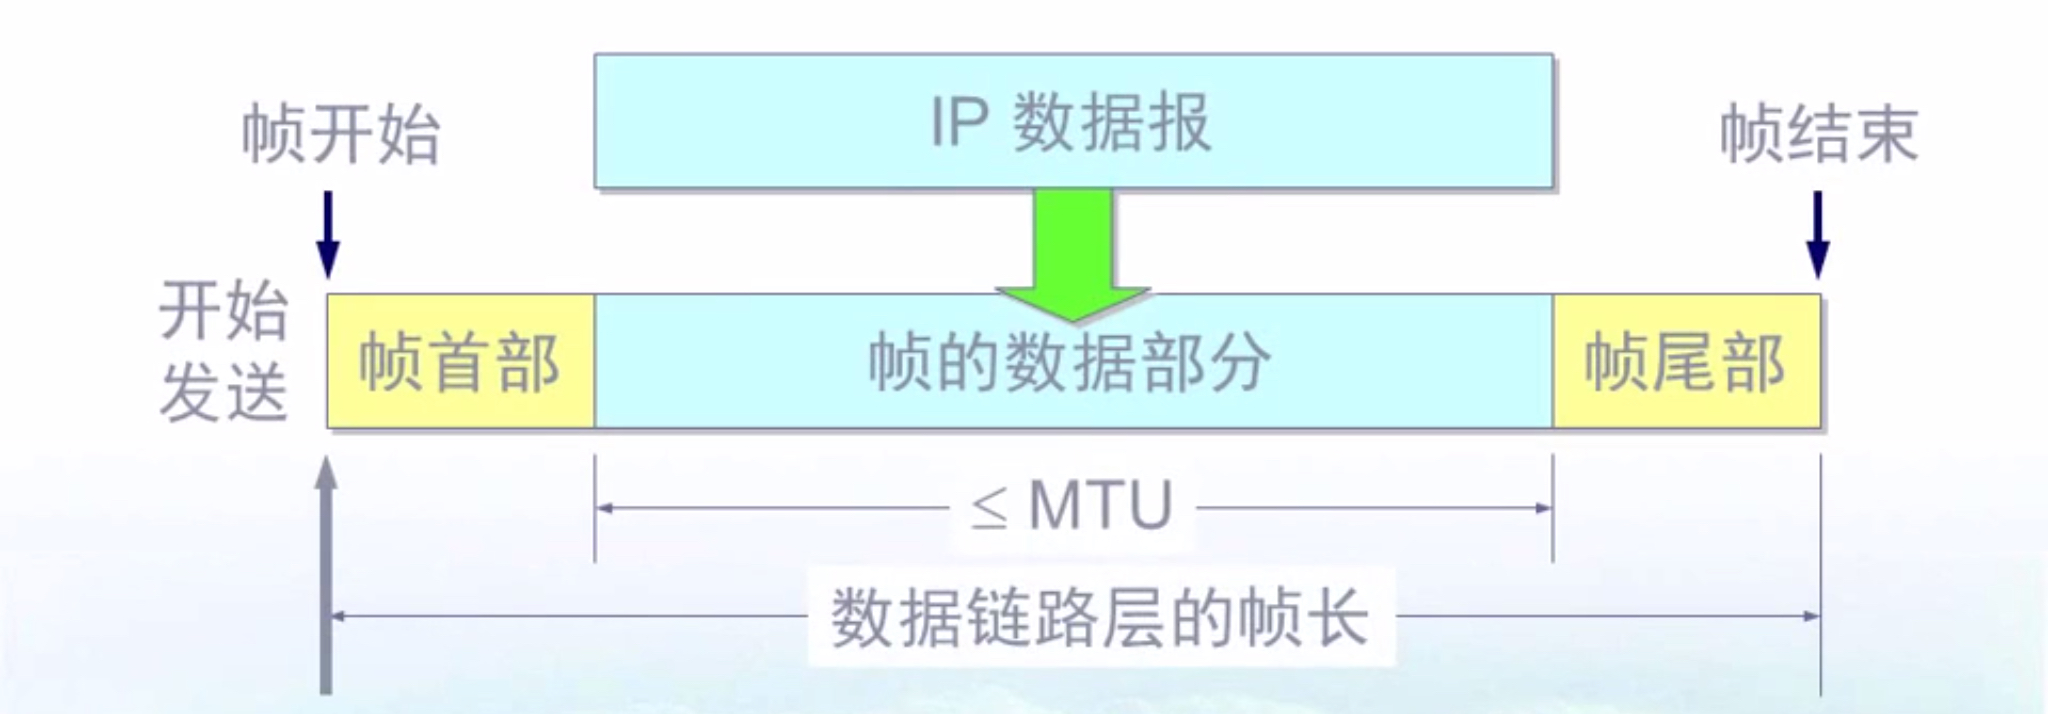 IP 数据报
帧开始
帧结束
开始
发送
帧首部
帧的数据部分
帧尾部
≤ MTU
数据链路层的帧长